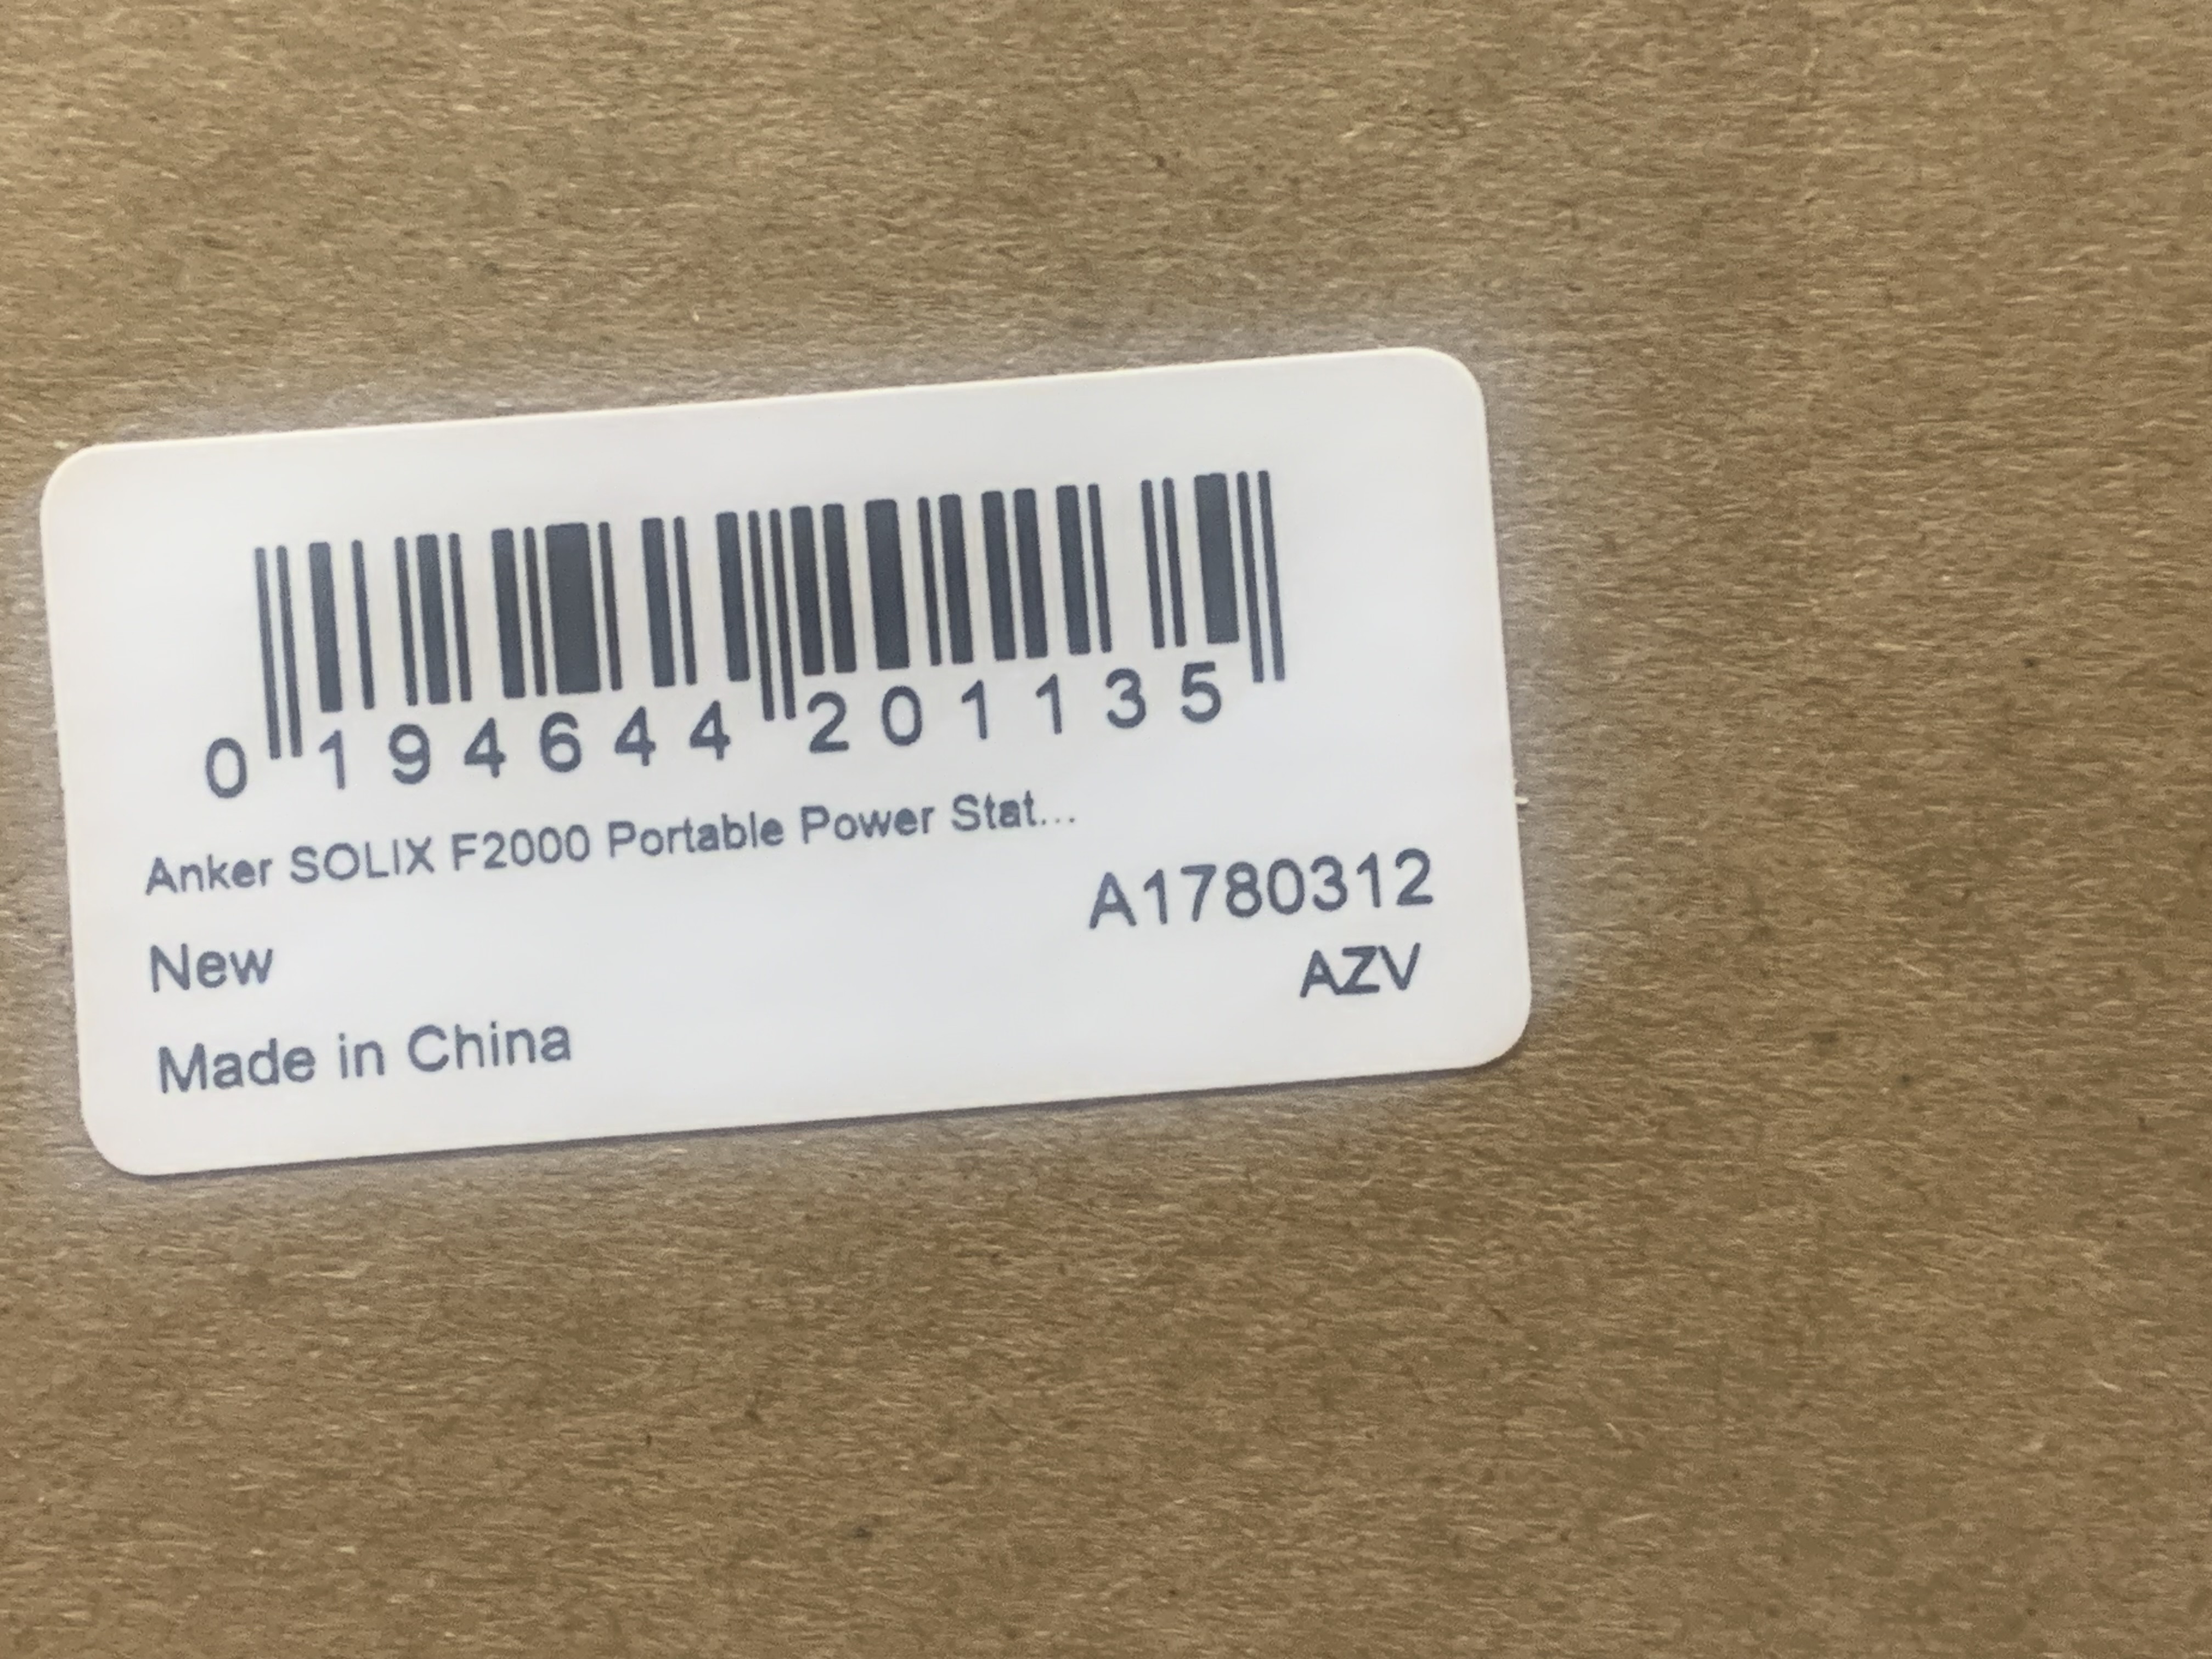 0 194644 201135
Anker SOLIX F2000 Portable Power Stat...
A1780312
New
AZV
Made in China